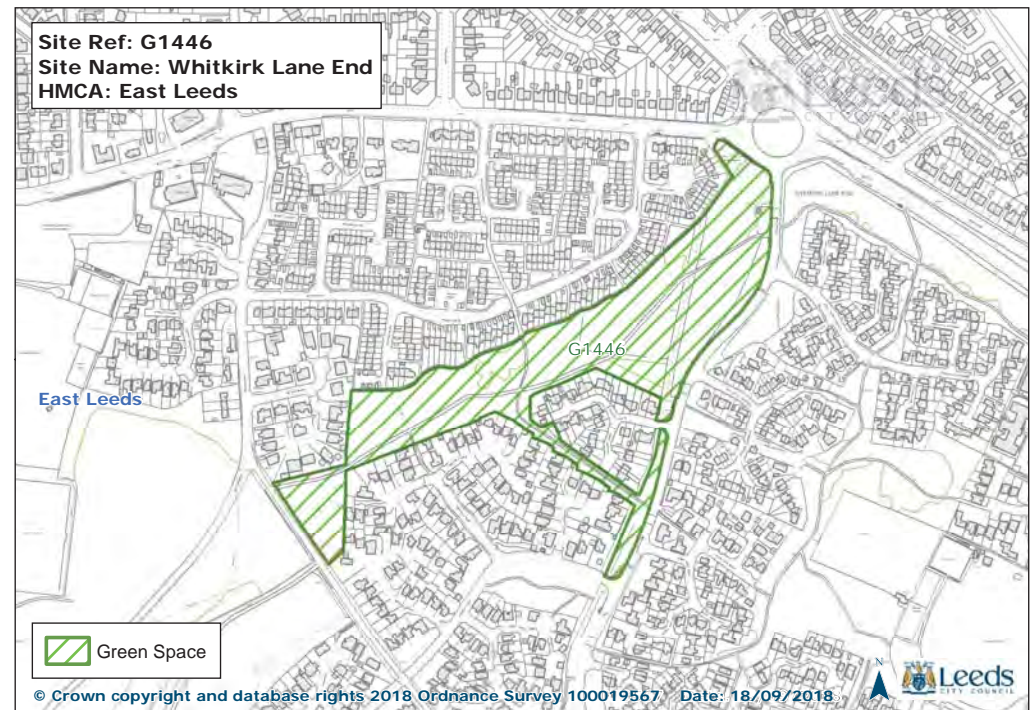 Site Ref: G1446
Site Name: Whitkirk Lane End
HMCA: East Leeds
Leeds
G1446
East Leeds
Green Space
N
© Crown copyright and database rights 2018 Ordnance Survey 100019567 Date: 18/09/2018
Leeds
CITY COUNCIL